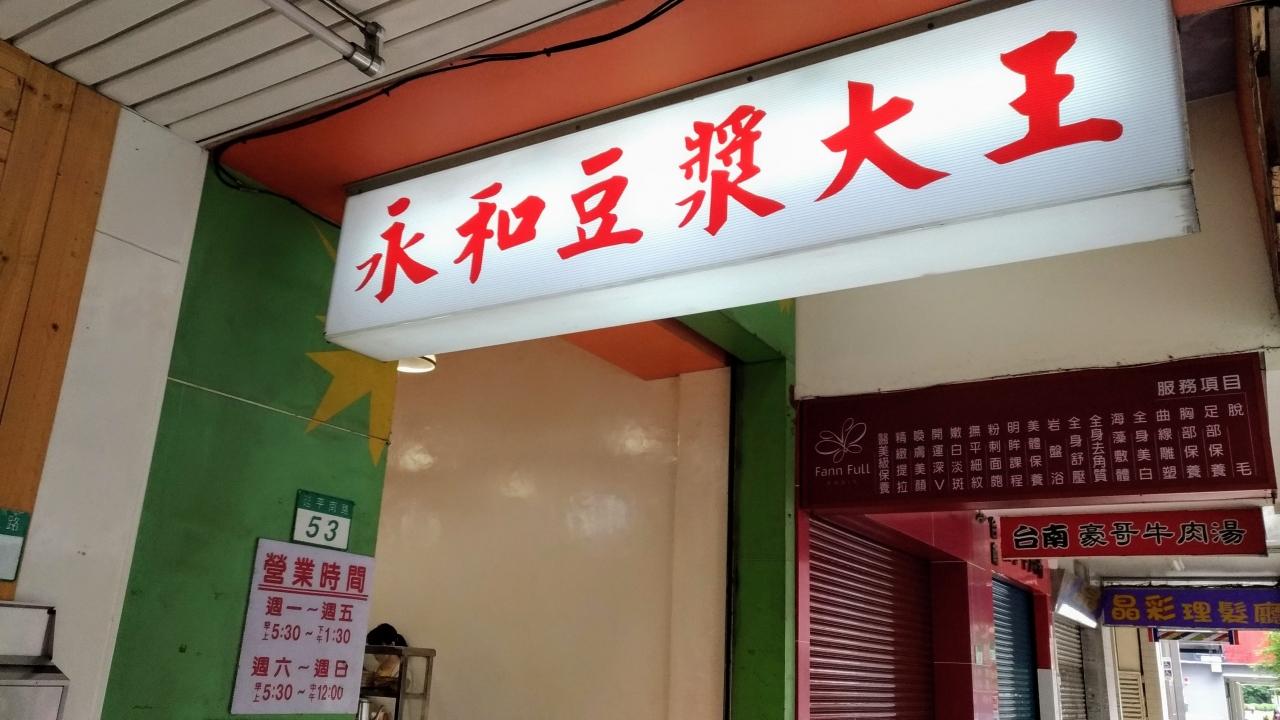 永和豆漿大王
53
營業時間
週一～週五
早上5:30～下午1:30
週六～週日
早上5:30～中午12:00
路
服務項目
脫毛
足部保養
胸部保養
曲線雕塑
全身美白
海藻敷體
全身去角質
全身舒壓
岩盤浴
美體保養
明眸課程
粉刺面皰
撫平細紋
嫩白淡斑
開運深V
喚膚美顏
精緻提拉
醫美級保養
Fann Full
台南 豪哥牛肉湯
晶彩理髮廳